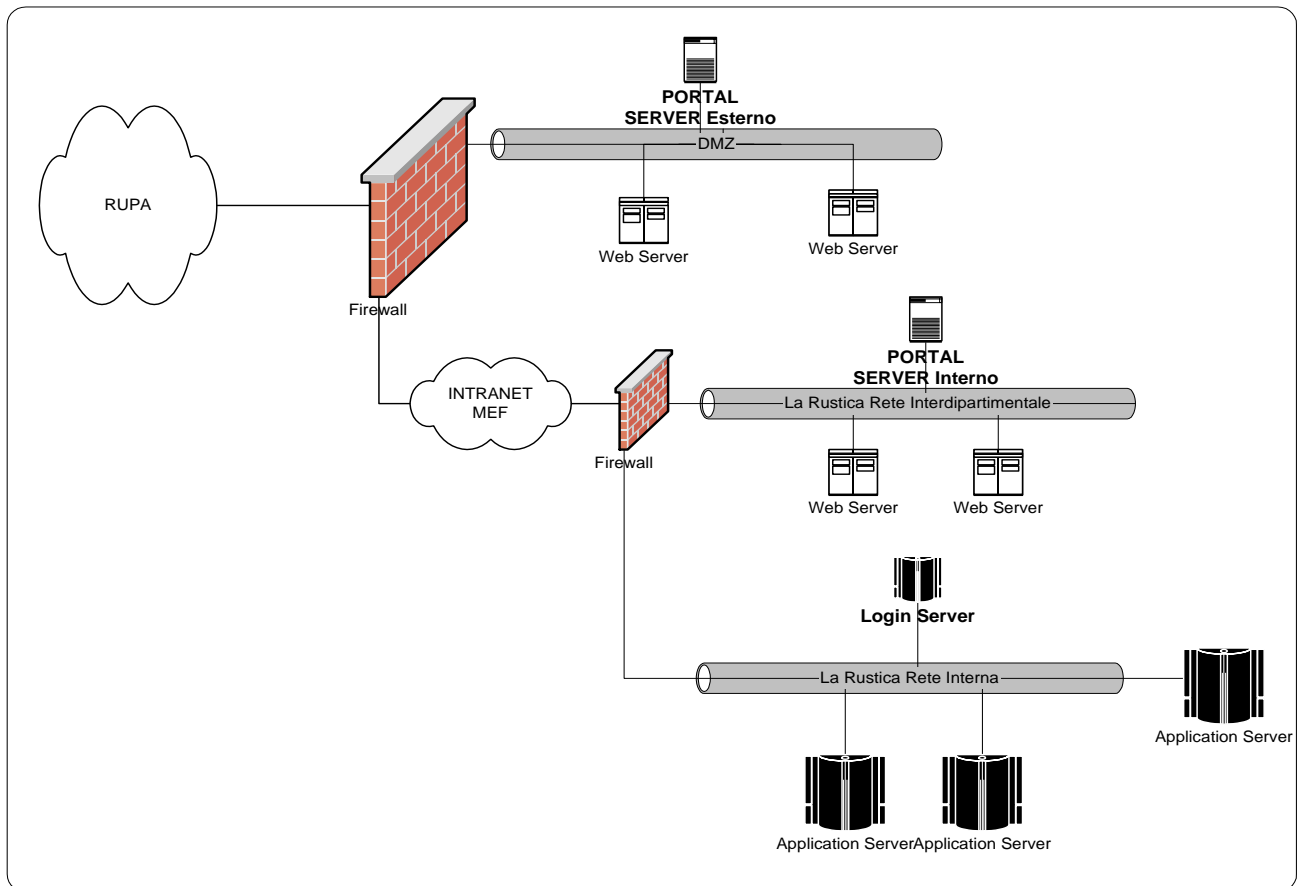 PORTAL
SERVER Esterno
DMZ
RUPA
Web Server
Web Server
Firewall
PORTAL
SERVER Interno
INTRANET
MEF
La Rustica Rete Interdipartimentale
Firewall
Web Server
Web Server
Login Server
La Rustica Rete Interna
Application Server
Application Server
Application Server